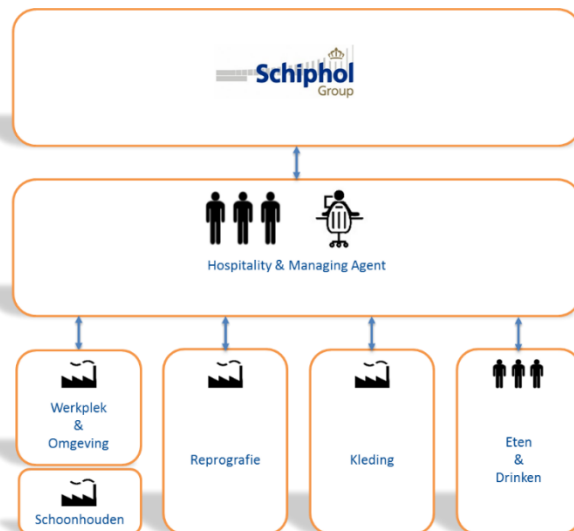 Schiphol
Group
Hospitality & Managing Agent
Werkplek
&
Omgeving
Schoonhouden
Reprografie
Kleding
Eten
&
Drinken